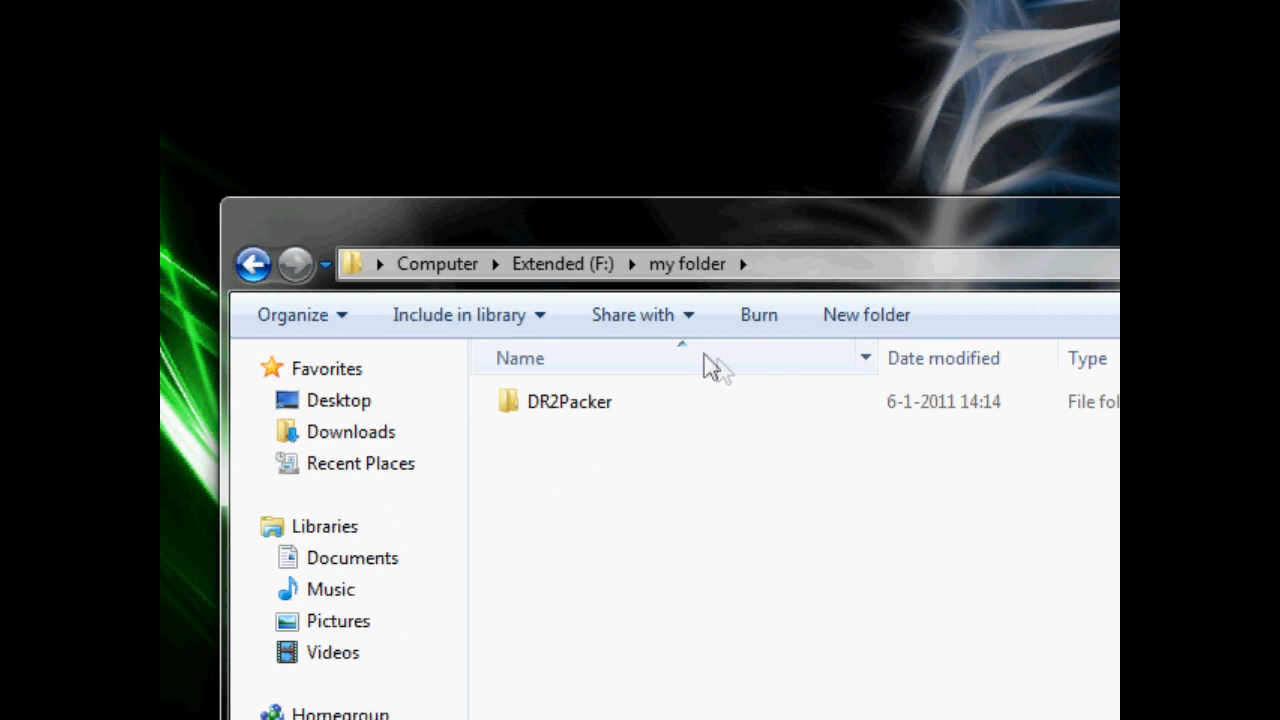 Computer Extended (F:) my folder
Organize Include in library Share with Burn New folder
Name Date modified Type
DR2Packer 6-1-2011 14:14 File fol
Favorites
Desktop
Downloads
Recent Places
Libraries
Documents
Music
Pictures
Videos
Homegroup